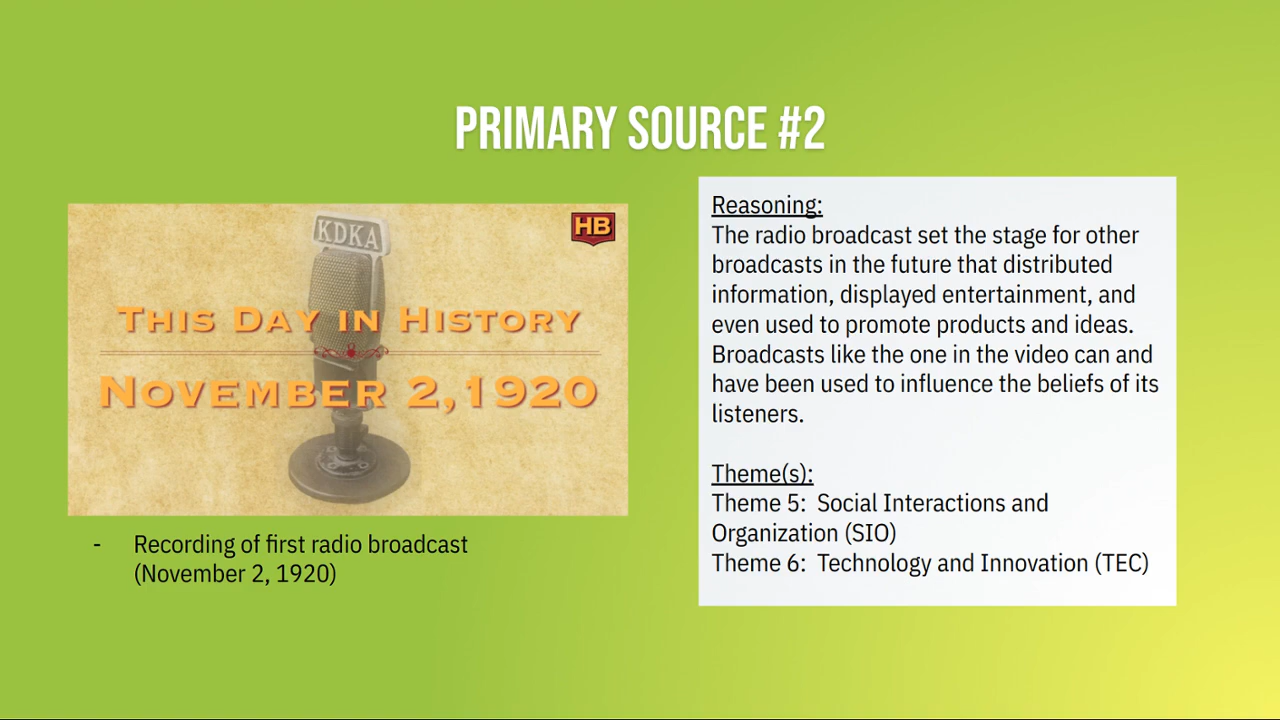 PRIMARY SOURCE #2
KDKA
HB
THIS DAY IN HISTORY
NOVEMBER 2,1920
- Recording of first radio broadcast
(November 2, 1920)
Reasoning:
The radio broadcast set the stage for other
broadcasts in the future that distributed
information, displayed entertainment, and
even used to promote products and ideas.
Broadcasts like the one in the video can and
have been used to influence the beliefs of its
listeners.
Theme(s):
Theme 5: Social Interactions and
Organization (SIO)
Theme 6: Technology and Innovation (TEC)